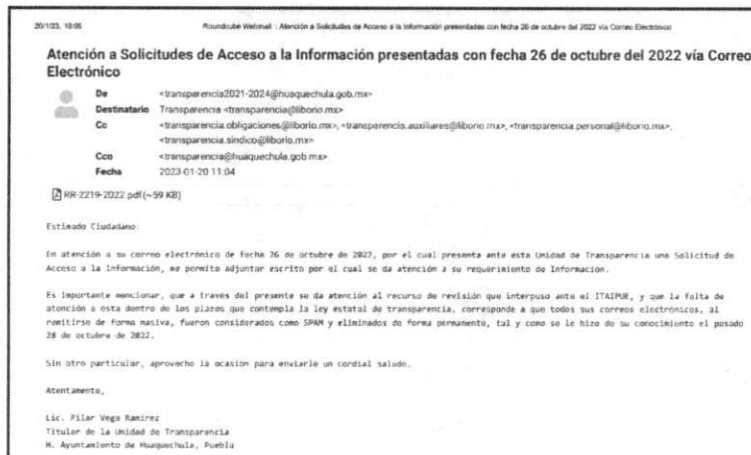 20/1/23, 10:06 Roundcube Webmail :: Atención a Solicitudes de Acceso a la Información presentadas con fecha 26 de octubre del 2022 vía Correo Electrónico
Atención a Solicitudes de Acceso a la Información presentadas con fecha 26 de octubre del 2022 vía Correo
Electrónico
De <transparencia2021-2024@huaquechula.gob.mx>
Destinatario Transparencia <transparencia@liborio.mx>
Cc <transparencia.obligaciones@liborio.mx>, <transparencia.auxiliares@liborio.mx>, <transparencia.personal@liborio.mx>,
<transparencia.sindico@liborio.mx>
Cco <transparencia@huaquechula.gob.mx>
Fecha 2023-01-20 11:04
RR-2219-2022.pdf (~59 KB)
Estimado Ciudadano:
En atención a su correo electrónico de fecha 26 de octubre de 2022, por el cual presenta ante esta Unidad de Transparencia una Solicitud de
Acceso a la Información, me permito adjuntar escrito por el cual se da atención a su requerimiento de Información.
Es importante mencionar, que a través del presente se da atención al recurso de revisión que interpuso ante el ITAIPUE, y que la falta de
atención a esta dentro de los plazos que contempla la ley estatal de transparencia, corresponde a que todos sus correos electrónicos, al
remitirse de forma masiva, fueron considerados como SPAM y eliminados de forma permanente, tal y como se le hizo de su conocimiento el pasado
28 de octubre de 2022.
Sin otro particular, aprovecho la ocasión para enviarle un cordial saludo.
Atentamente,
Lic. Pilar Vega Ramirez
Titular de la Unidad de Transparencia
H. Ayuntamiento de Huaquechula, Puebla